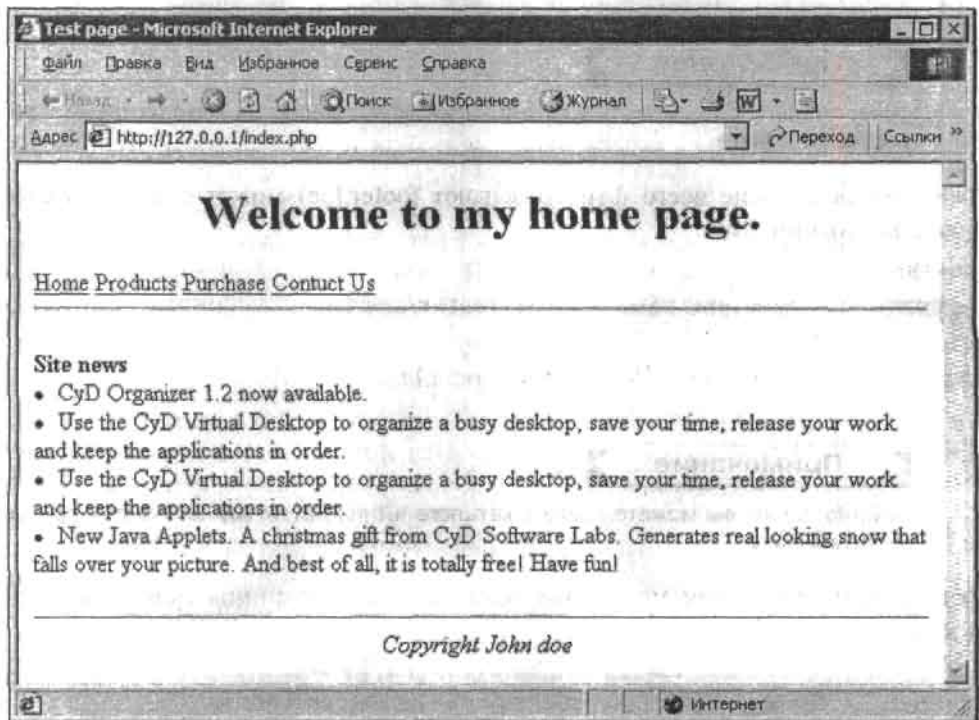 Test page - Microsoft Internet Explorer
Файл Правка Вид Избранное Сервис Справка
Назад Поиск Избранное Журнал
Адрес http://127.0.0.1/index.php Переход Ссылки »
Welcome to my home page.
Home Products Purchase Contuct Us
Site news
• CyD Organizer 1.2 now available.
• Use the CyD Virtual Desktop to organize a busy desktop, save your time, release your work
and keep the applications in order.
• Use the CyD Virtual Desktop to organize a busy desktop, save your time, release your work
and keep the applications in order.
• New Java Applets. A christmas gift from CyD Software Labs. Generates real looking snow that
falls over your picture. And best of all, it is totally free! Have fun!
Copyright John doe
Интернет